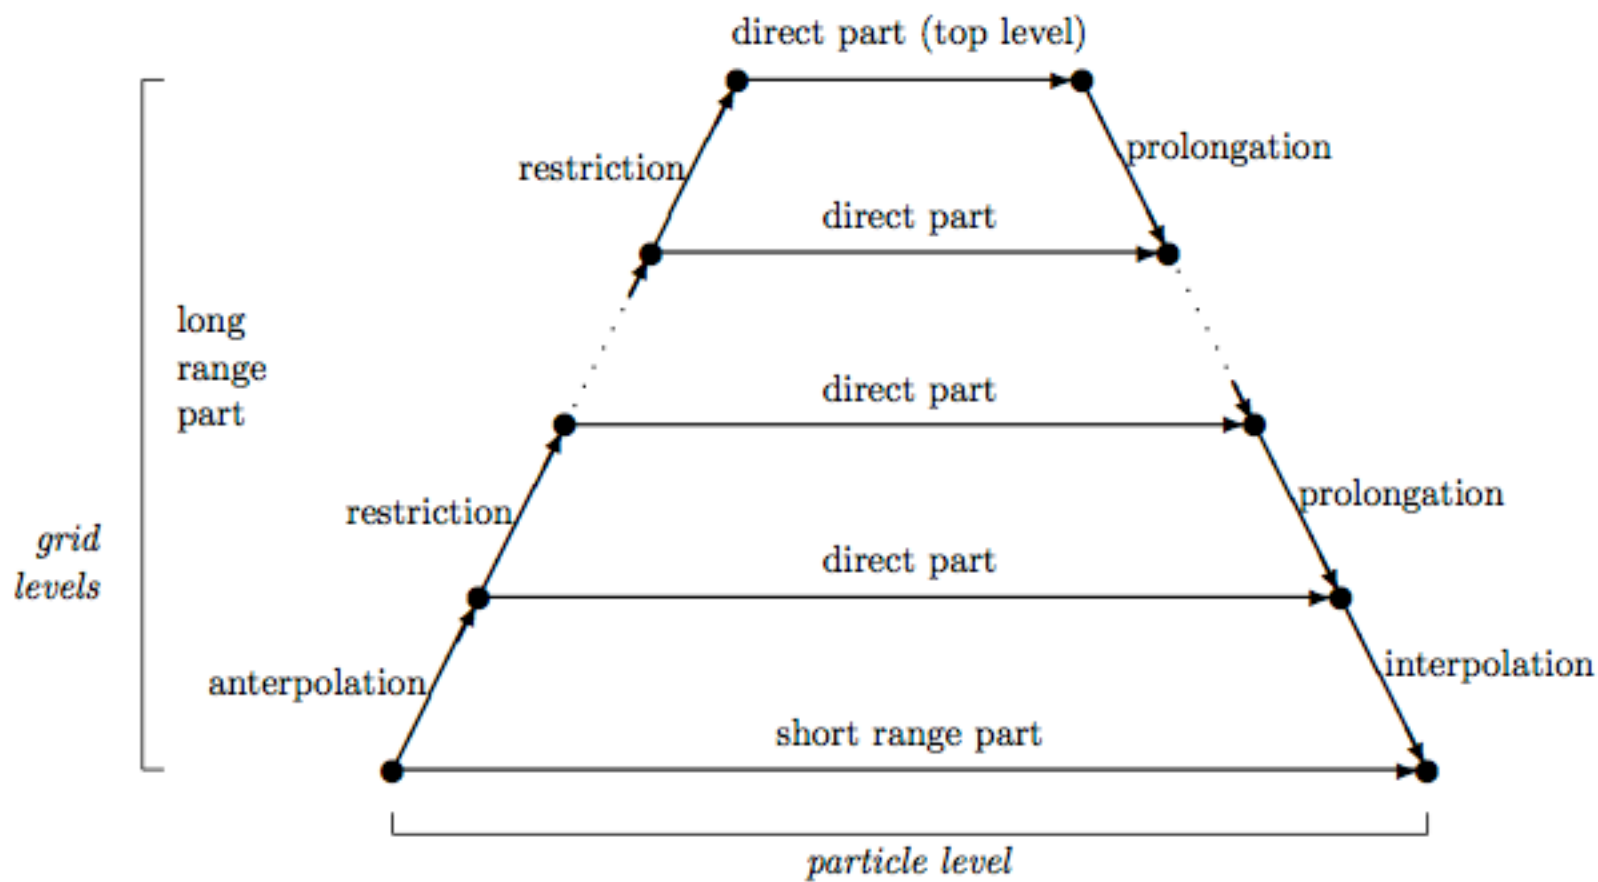 direct part (top level)
restriction
prolongation
direct part
long
range
part
direct part
restriction
prolongation
grid
levels
direct part
anterpolation
interpolation
short range part
particle level